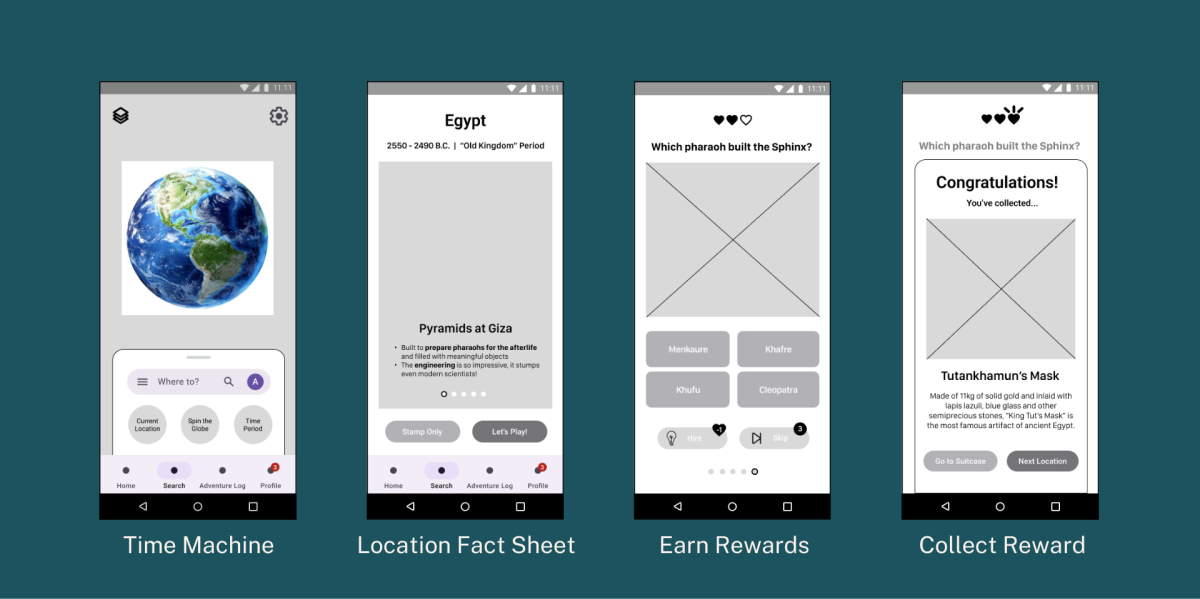 11:11
Where to?
A
Current
Location
Spin the
Globe
Time
Period
3
Home
Search
Adventure Log
Profile
Time Machine
11:11
Egypt
2550 - 2490 B.C. | "Old Kingdom" Period
Pyramids at Giza
• Built to prepare pharaohs for the afterlife
and filled with meaningful objects
• The engineering is so impressive, it stumps
even modern scientists!
Stamp Only
Let's Play!
3
Home
Search
Adventure Log
Profile
Location Fact Sheet
11:11
Which pharaoh built the Sphinx?
Menkaure
Khafre
Khufu
Cleopatra
Hint
-1
Skip
3
Earn Rewards
11:11
Which pharaoh built the Sphinx?
Congratulations!
You've collected...
Tutankhamun's Mask
Made of 11kg of solid gold and inlaid with
lapis lazuli, blue glass and other
semiprecious stones, "King Tut's Mask" is
the most famous artifact of ancient Egypt.
Go to Suitcase
Next Location
Collect Reward